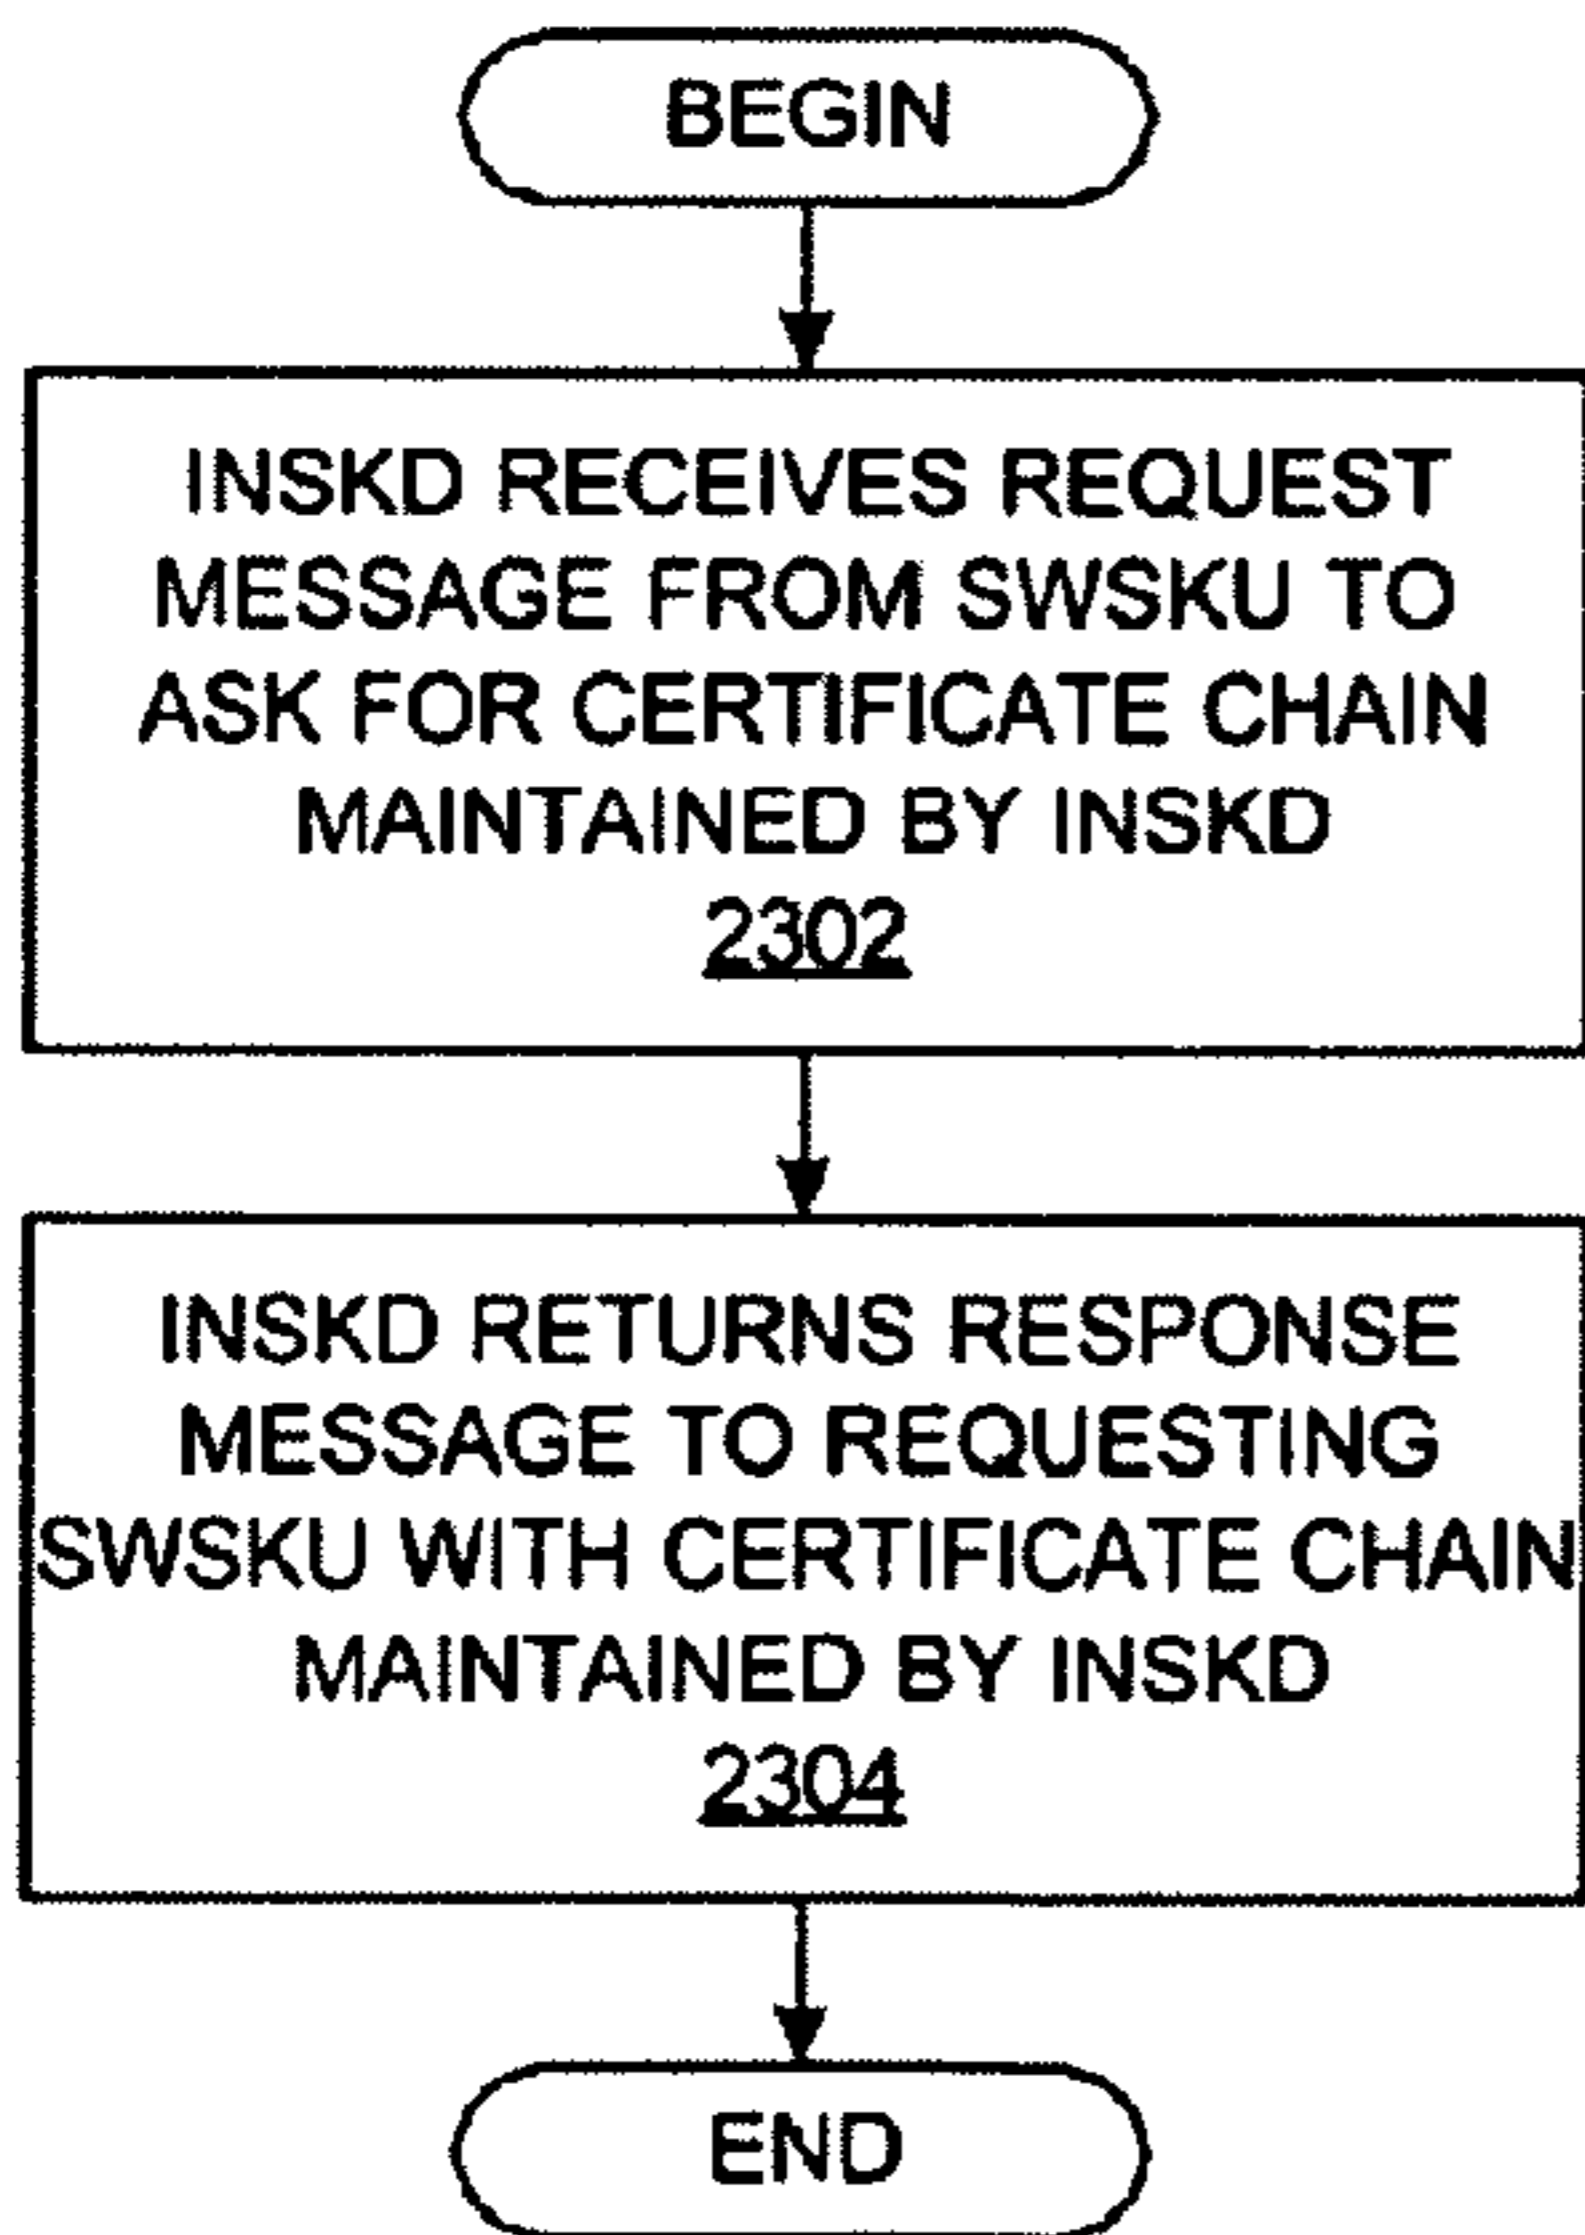 BEGIN
INSKD RECEIVES REQUEST
MESSAGE FROM SWSKU TO
ASK FOR CERTIFICATE CHAIN
MAINTAINED BY INSKD
2302
INSKD RETURNS RESPONSE
MESSAGE TO REQUESTING
SWSKU WITH CERTIFICATE CHAIN
MAINTAINED BY INSKD
2304
END